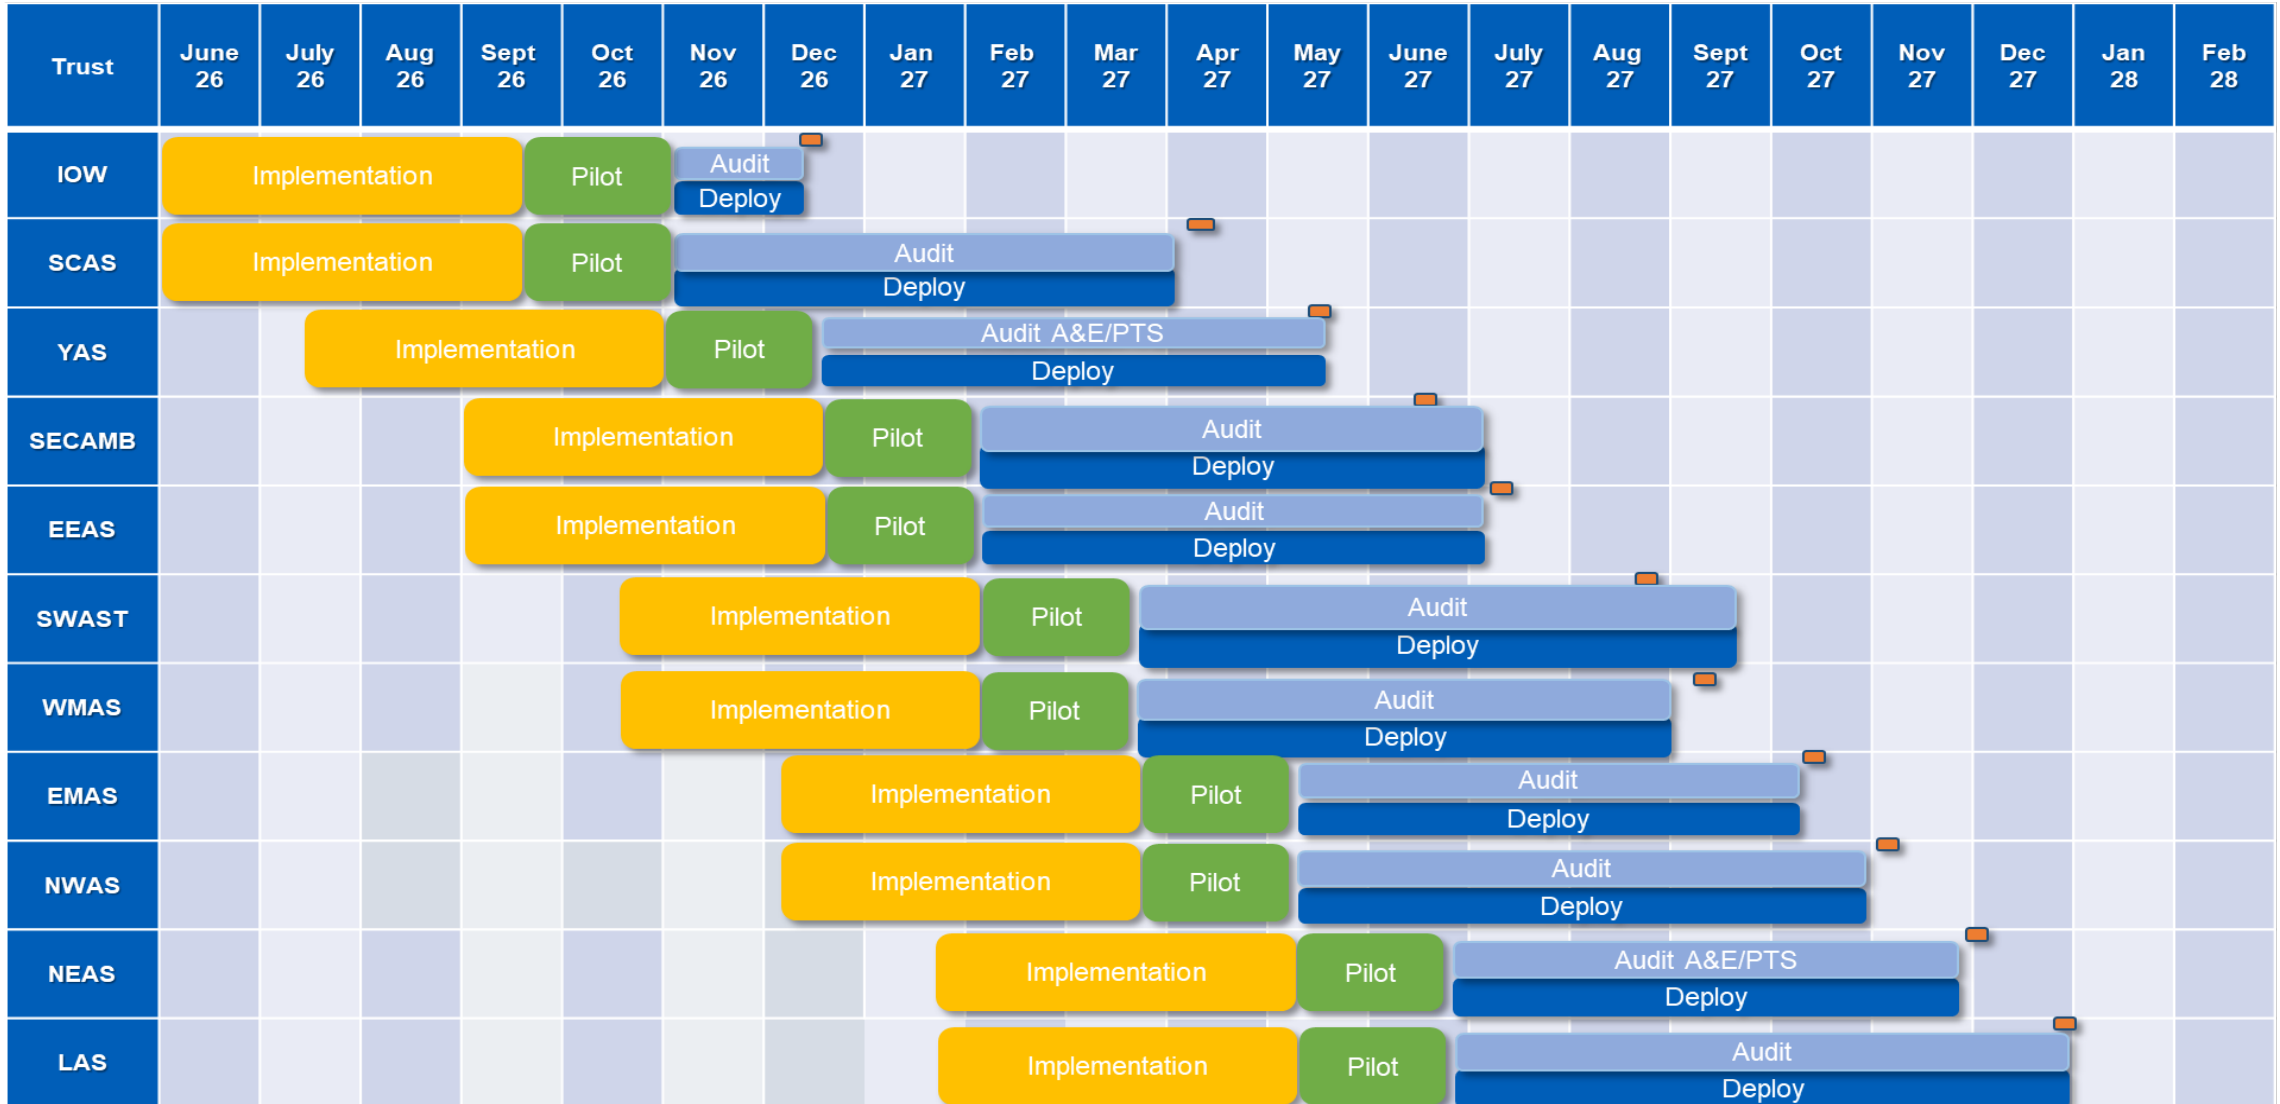 Trust
June 26
July 26
Aug 26
Sept 26
Oct 26
Nov 26
Dec 26
Jan 27
Feb 27
Mar 27
Apr 27
May 27
June 27
July 27
Aug 27
Sept 27
Oct 27
Nov 27
Dec 27
Jan 28
Feb 28
IOW
Implementation
Pilot
Audit
Deploy
SCAS
Implementation
Pilot
Audit
Deploy
YAS
Implementation
Pilot
Audit A&E/PTS
Deploy
SECAMB
Implementation
Pilot
Audit
Deploy
EEAS
Implementation
Pilot
Audit
Deploy
SWAST
Implementation
Pilot
Audit
Deploy
WMAS
Implementation
Pilot
Audit
Deploy
EMAS
Implementation
Pilot
Audit
Deploy
NWAS
Implementation
Pilot
Audit
Deploy
NEAS
Implementation
Pilot
Audit A&E/PTS
Deploy
LAS
Implementation
Pilot
Audit
Deploy